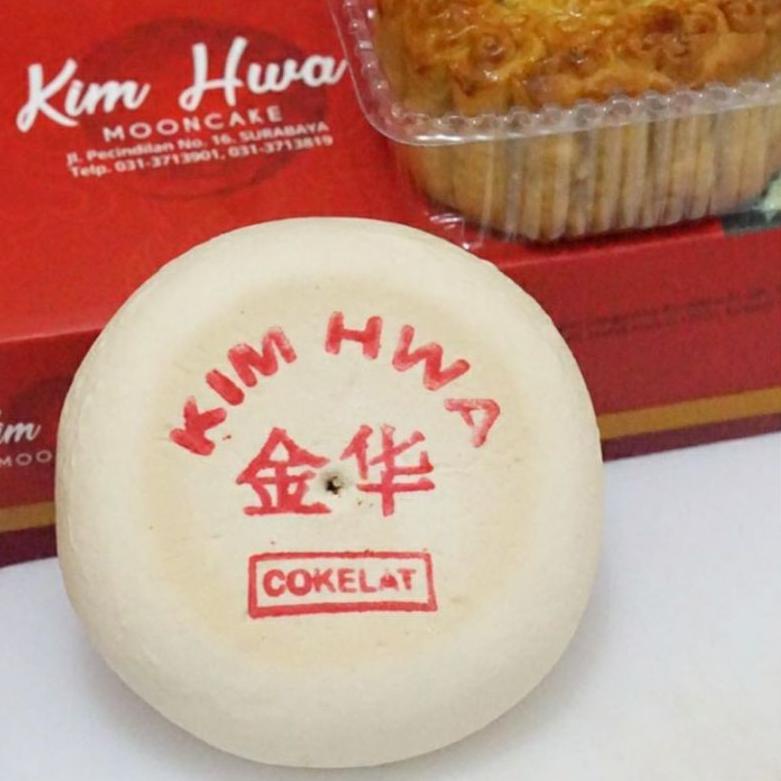 Kim Hwa
MOONCAKE
Jl. Pecindilan No. 16, SURABAYA
Telp. 031-3713901, 031-3713819
KIM HWA
金华
COKELAT
im
MOO